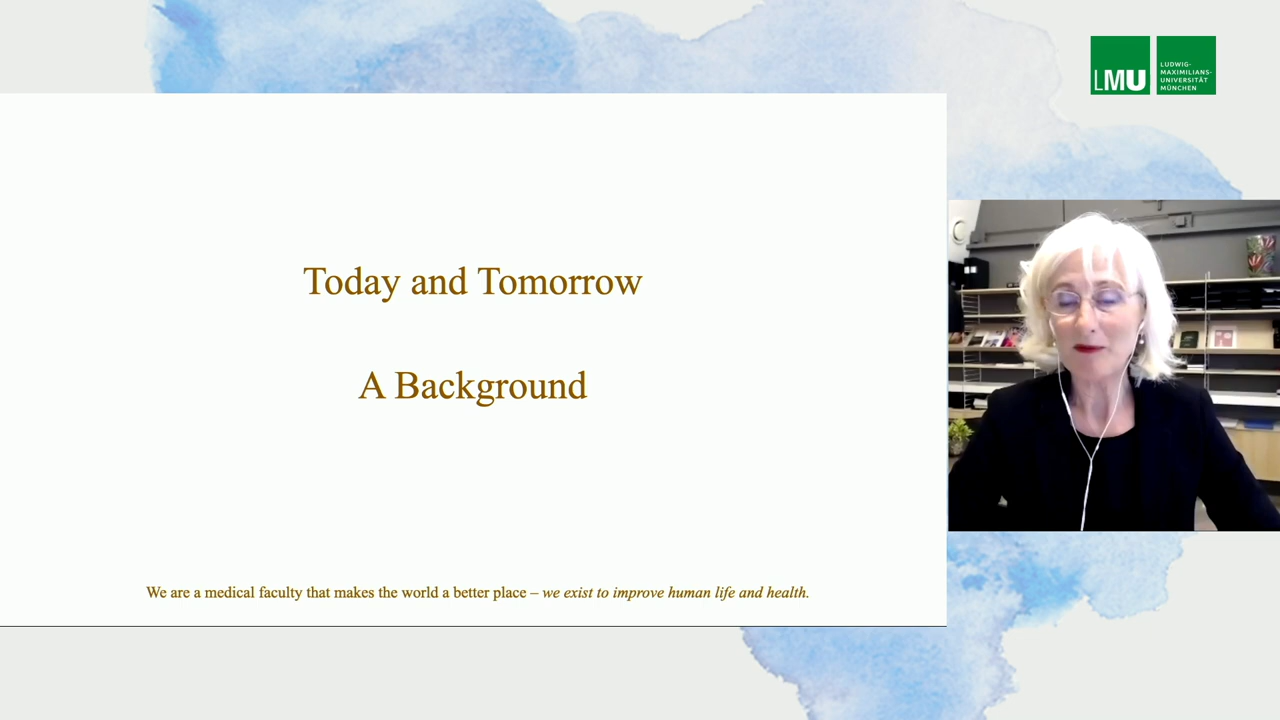 LMU
LUDWIG-
MAXIMILIANS-
UNIVERSITÄT
MÜNCHEN
Today and Tomorrow
A Background
We are a medical faculty that makes the world a better place – we exist to improve human life and health.